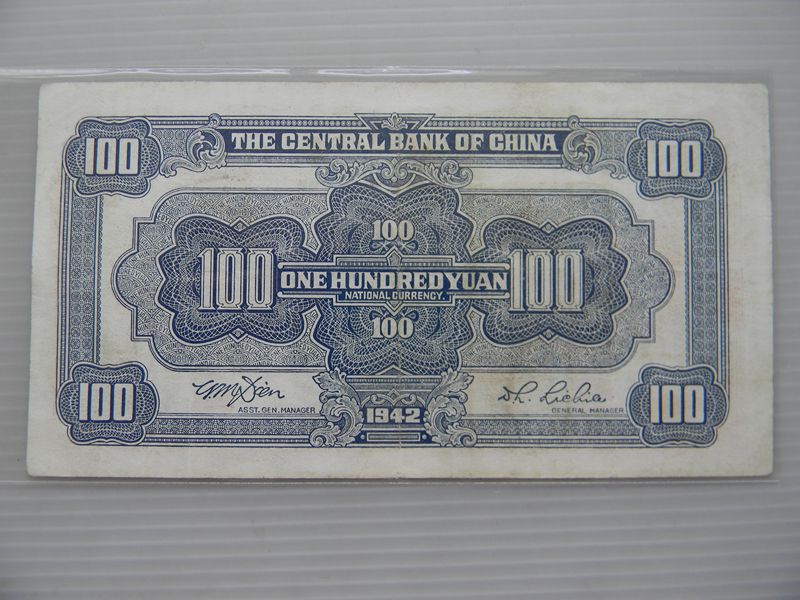 THE CENTRAL BANK OF CHINA
100 100
100
100 ONE HUNDRED YUAN 100
NATIONAL CURRENCY.
100
100 100
ASST. GEN. MANAGER
1942
GENERAL MANAGER